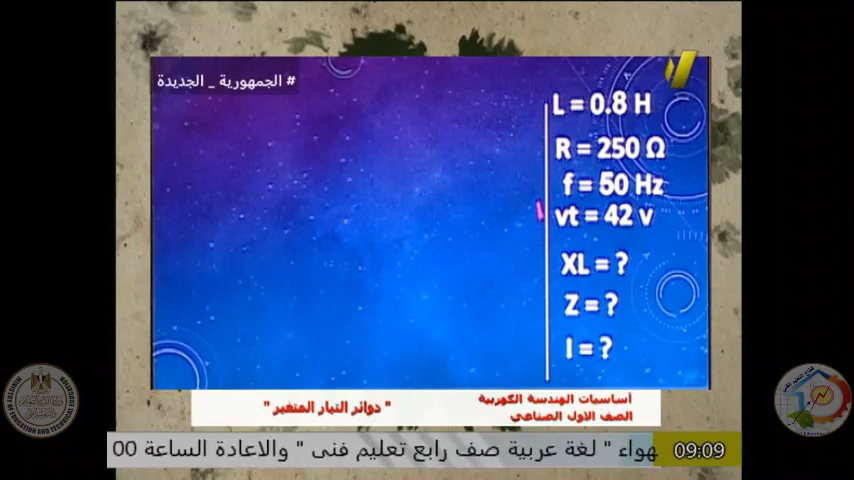 # الجمهورية _ الجديدة
L = 0.8 H
R = 250 Ω
f = 50 Hz
vt = 42 v
XL = ?
Z = ?
I = ?
أساسيات الهندسة الكهربية
الصف الاول الصناعي
" دوائر التيار المتغير "
هواء " لغة عربية صف رابع تعليم فنى " والاعادة الساعة 00
09:09